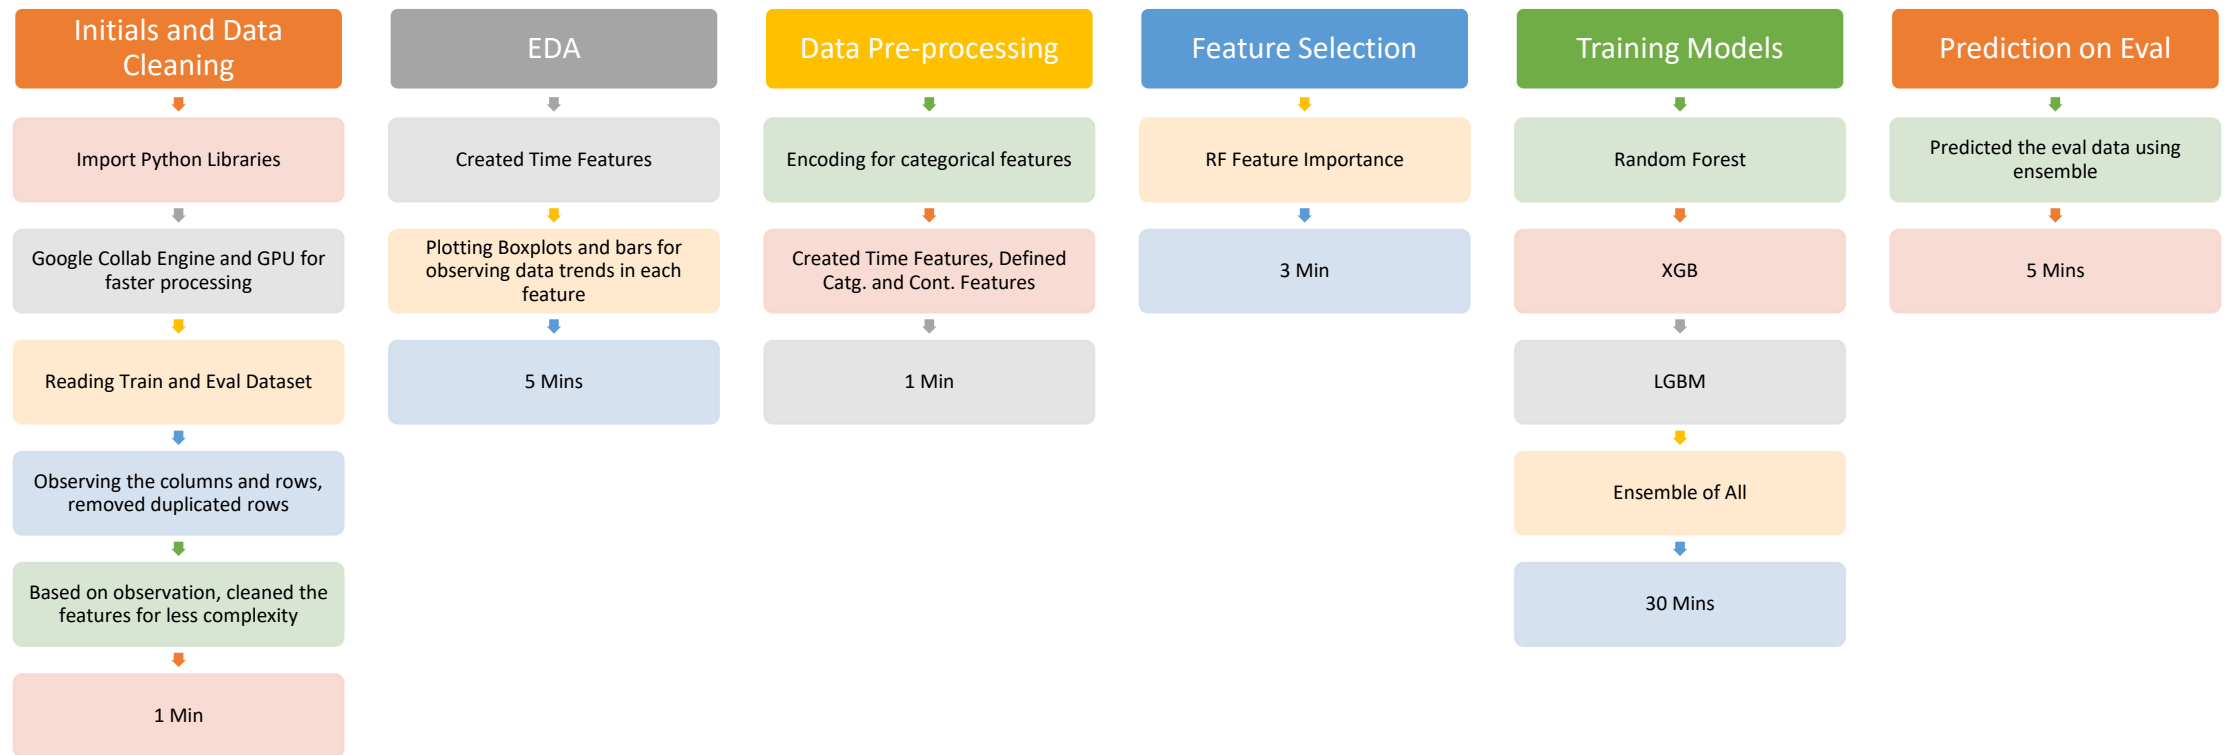 Initials and Data
Cleaning
Import Python Libraries
Google Collab Engine and GPU for
faster processing
Reading Train and Eval Dataset
Observing the columns and rows,
removed duplicated rows
Based on observation, cleaned the
features for less complexity
1 Min
EDA
Created Time Features
Plotting Boxplots and bars for
observing data trends in each
feature
5 Mins
Data Pre-processing
Encoding for categorical features
Created Time Features, Defined
Catg. and Cont. Features
1 Min
Feature Selection
RF Feature Importance
3 Min
Training Models
Random Forest
XGB
LGBM
Ensemble of All
30 Mins
Prediction on Eval
Predicted the eval data using
ensemble
5 Mins